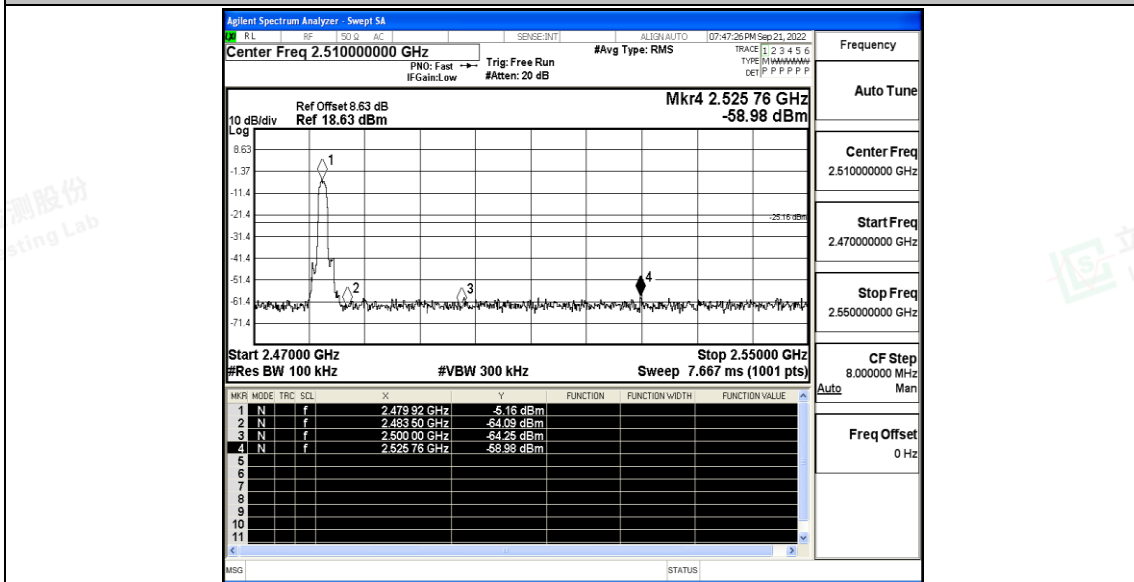 Agilent Spectrum Analyzer - Swept SA
RL RF 50 Ω AC SENSE:INT ALIGN AUTO 07:47:26 PM Sep 21, 2022
Center Freq 2.510000000 GHz #Avg Type: RMS TRACE 1 2 3 4 5 6
PNO: Fast Trig: Free Run TYPE M WWWWW
IFGain:Low #Atten: 20 dB DET P P P P P P
Mkr4 2.525 76 GHz
-58.98 dBm
Ref Offset 8.63 dB
10 dB/div Ref 18.63 dBm
Log
8.63
-1.37
-11.4
-21.4
-31.4
-41.4
-51.4
-61.4
-71.4
1
2
3
4
-25.16 dBm
Start 2.47000 GHz Stop 2.55000 GHz
#Res BW 100 kHz #VBW 300 kHz Sweep 7.667 ms (1001 pts)
MKR MODE TRC SCL X Y FUNCTION FUNCTION WIDTH FUNCTION VALUE
1 N f 2.479 92 GHz -5.16 dBm
2 N f 2.483 50 GHz -64.09 dBm
3 N f 2.500 00 GHz -64.25 dBm
4 N f 2.525 76 GHz -58.98 dBm
5
6
7
8
9
10
11
MSG STATUS
Frequency
Auto Tune
Center Freq
2.510000000 GHz
Start Freq
2.470000000 GHz
Stop Freq
2.550000000 GHz
CF Step
8.000000 MHz
Auto Man
Freq Offset
0 Hz
测股份
sting Lab
立